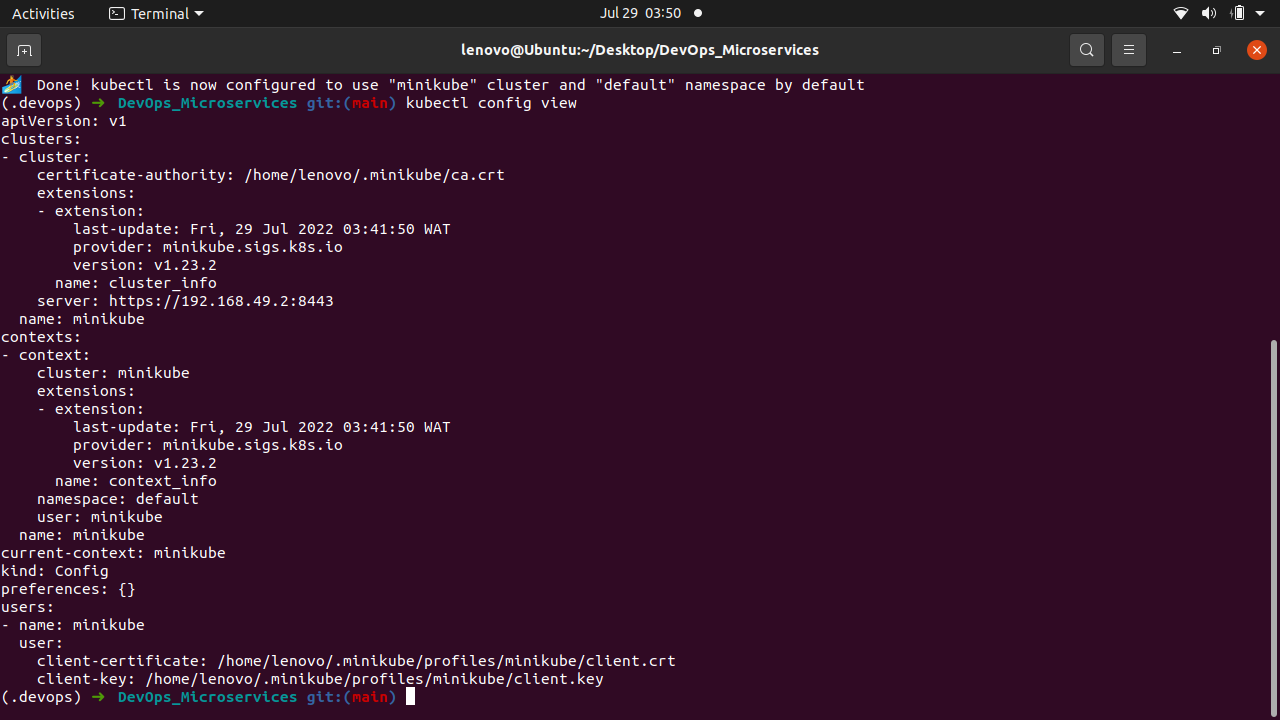 Activities Terminal Jul 29 03:50
lenovo@Ubuntu:~/Desktop/DevOps_Microservices
🏄 Done! kubectl is now configured to use "minikube" cluster and "default" namespace by default
(.devops) ➜ DevOps_Microservices git:(main) kubectl config view
apiVersion: v1
clusters:
- cluster:
    certificate-authority: /home/lenovo/.minikube/ca.crt
    extensions:
    - extension:
        last-update: Fri, 29 Jul 2022 03:41:50 WAT
        provider: minikube.sigs.k8s.io
        version: v1.23.2
      name: cluster_info
    server: https://192.168.49.2:8443
  name: minikube
contexts:
- context:
    cluster: minikube
    extensions:
    - extension:
        last-update: Fri, 29 Jul 2022 03:41:50 WAT
        provider: minikube.sigs.k8s.io
        version: v1.23.2
      name: context_info
    namespace: default
    user: minikube
  name: minikube
current-context: minikube
kind: Config
preferences: {}
users:
- name: minikube
  user:
    client-certificate: /home/lenovo/.minikube/profiles/minikube/client.crt
    client-key: /home/lenovo/.minikube/profiles/minikube/client.key
(.devops) ➜ DevOps_Microservices git:(main)